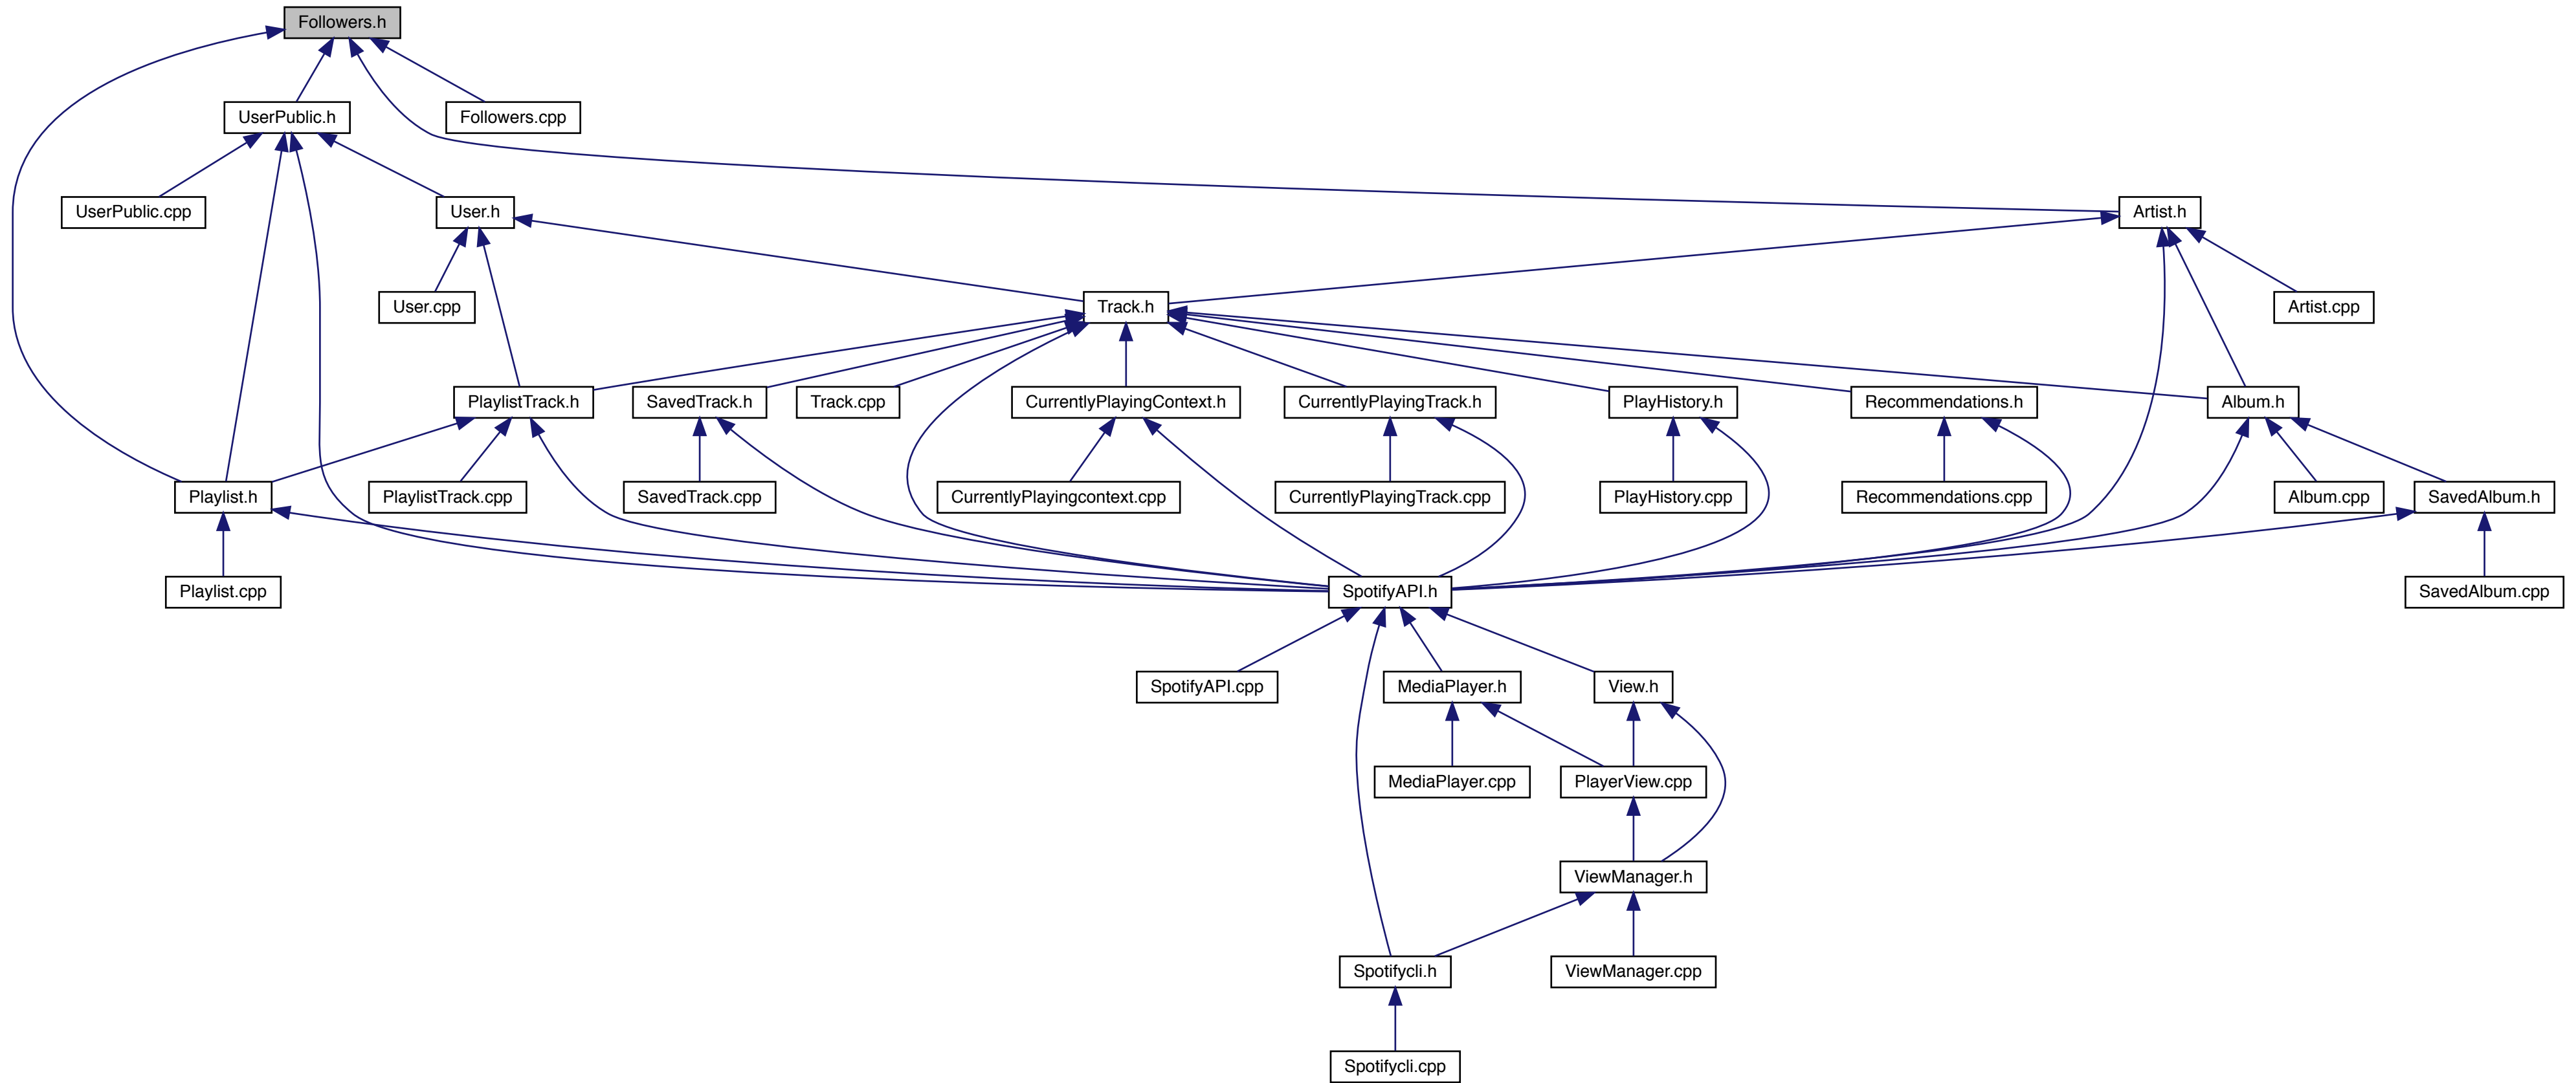 Followers.h
UserPublic.h
Followers.cpp
UserPublic.cpp
User.h
Artist.h
User.cpp
Track.h
Artist.cpp
PlaylistTrack.h
SavedTrack.h
Track.cpp
CurrentlyPlayingContext.h
CurrentlyPlayingTrack.h
PlayHistory.h
Recommendations.h
Album.h
Playlist.h
PlaylistTrack.cpp
SavedTrack.cpp
CurrentlyPlayingcontext.cpp
CurrentlyPlayingTrack.cpp
PlayHistory.cpp
Recommendations.cpp
Album.cpp
SavedAlbum.h
Playlist.cpp
SpotifyAPI.h
SavedAlbum.cpp
SpotifyAPI.cpp
MediaPlayer.h
View.h
MediaPlayer.cpp
PlayerView.cpp
ViewManager.h
Spotifycli.h
ViewManager.cpp
Spotifycli.cpp